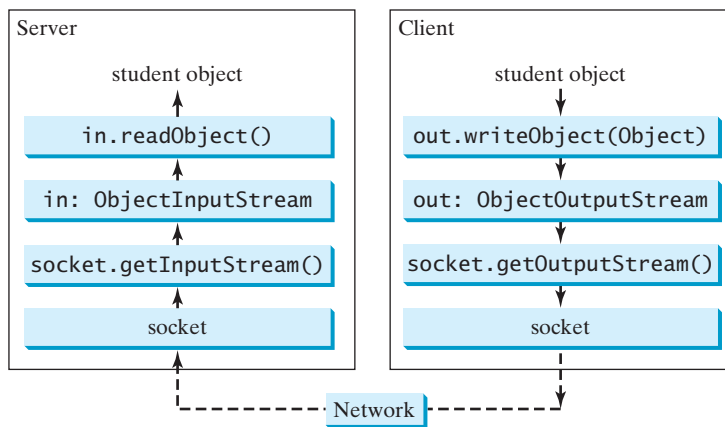 Server
student object
in.readObject()
in: ObjectInputStream
socket.getInputStream()
socket
Client
student object
out.writeObject(Object)
out: ObjectOutputStream
socket.getOutputStream()
socket
Network